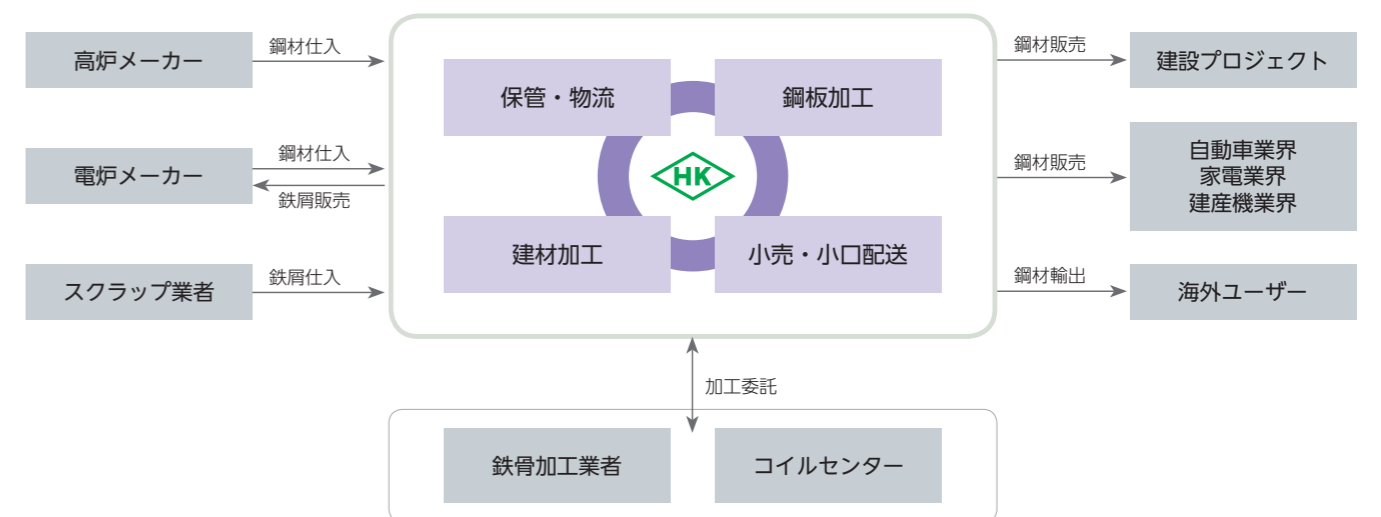 高炉メーカー
鋼材仕入
電炉メーカー
鋼材仕入
鉄屑販売
スクラップ業者
鉄屑仕入
保管・物流
鋼板加工
HK
建材加工
小売・小口配送
鋼材販売
建設プロジェクト
鋼材販売
自動車業界
家電業界
建産機業界
鋼材輸出
海外ユーザー
加工委託
鉄骨加工業者
コイルセンター